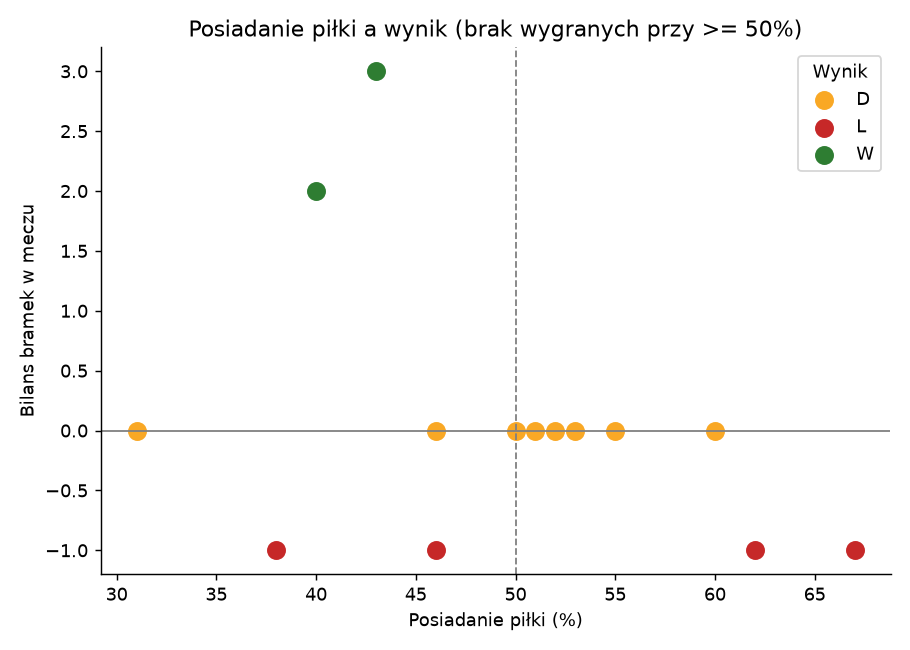 Posiadanie piłki a wynik (brak wygranych przy >= 50%)
Wynik
D
L
W
Bilans bramek w meczu
3.0
2.5
2.0
1.5
1.0
0.5
0.0
−0.5
−1.0
30 35 40 45 50 55 60 65
Posiadanie piłki (%)